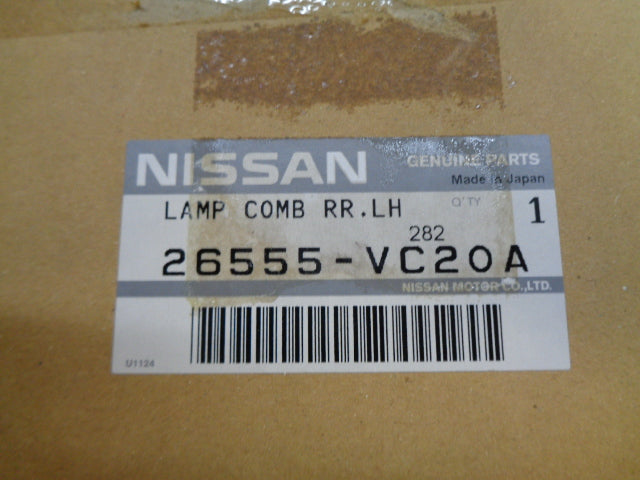 NISSAN GENUINE PARTS
Made in Japan
LAMP COMB RR.LH Q'TY 1
282
26555-VC20A
NISSAN MOTOR CO.,LTD.
U1124